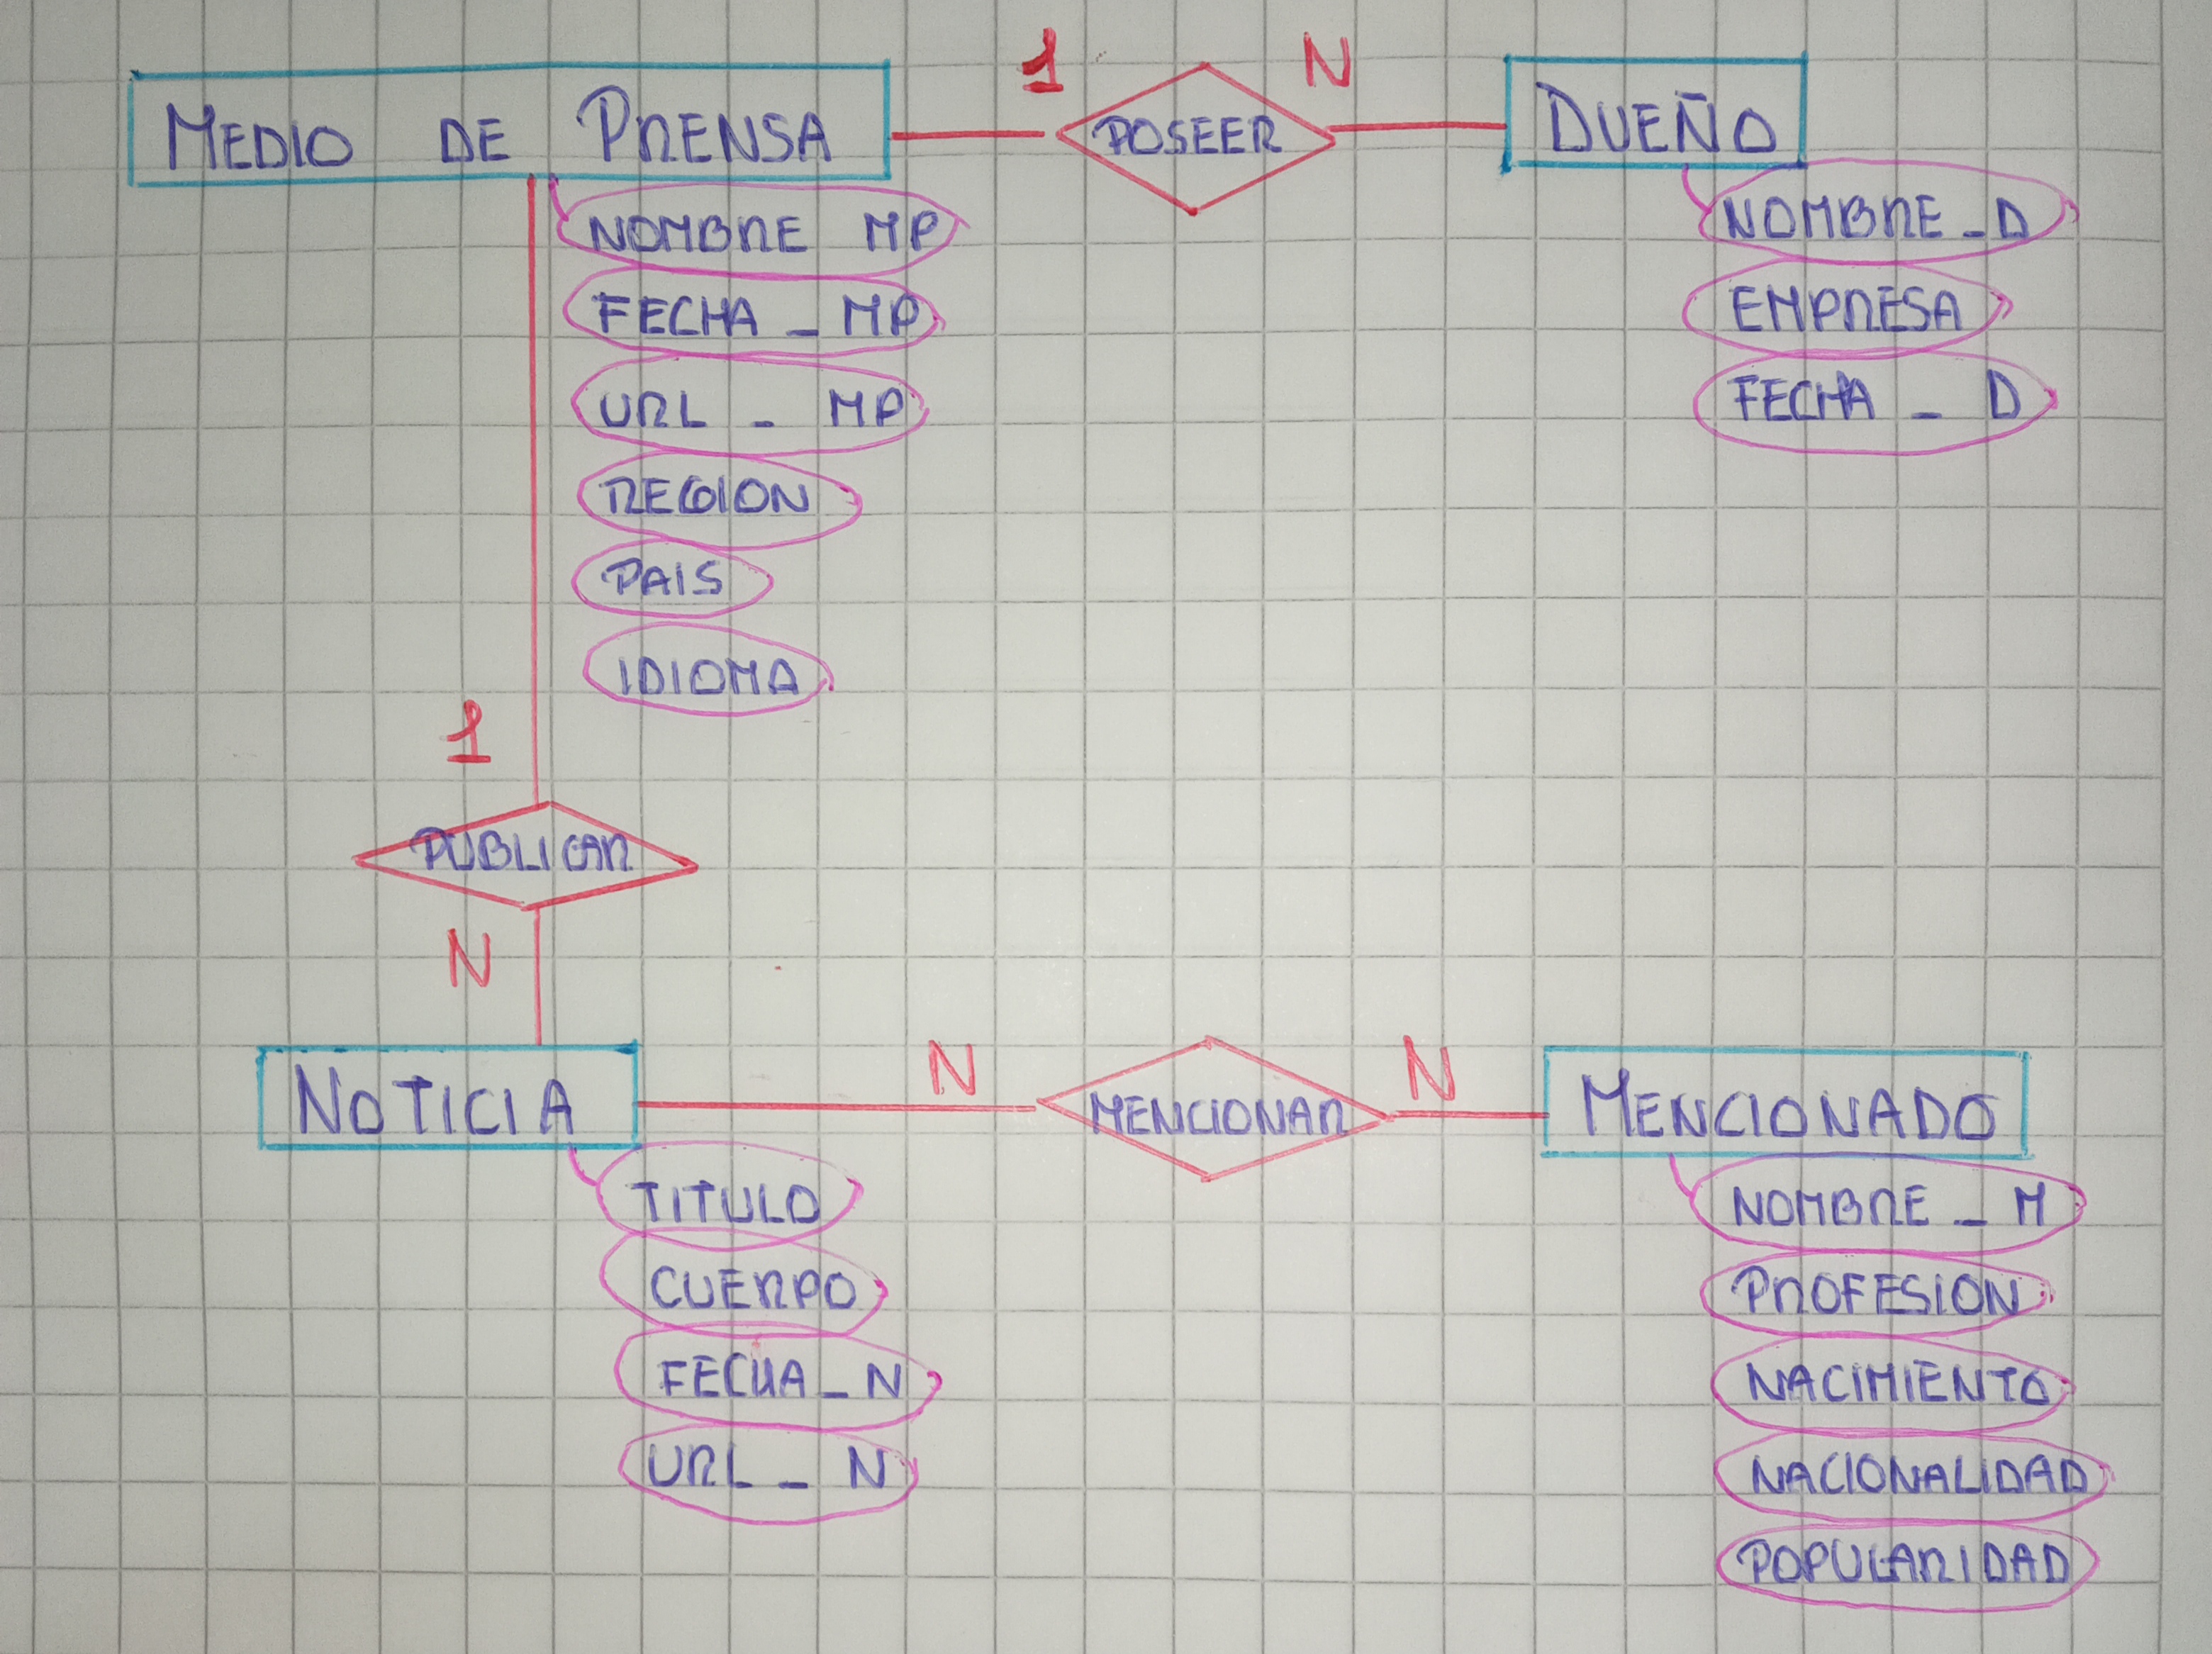 MEDIO DE PRENSA
1
POSEER
N
DUEÑO
NOMBRE MP
FECHA _ MP
URL _ MP
REGION
PAIS
IDIOMA
NOMBRE _ D
EMPRESA
FECHA _ D
1
PUBLICAR
N
NOTICIA
N
MENCIONAR
N
MENCIONADO
TITULO
CUERPO
FECHA _ N
URL _ N
NOMBRE _ M
PROFESION
NACIMIENTO
NACIONALIDAD
POPULARIDAD